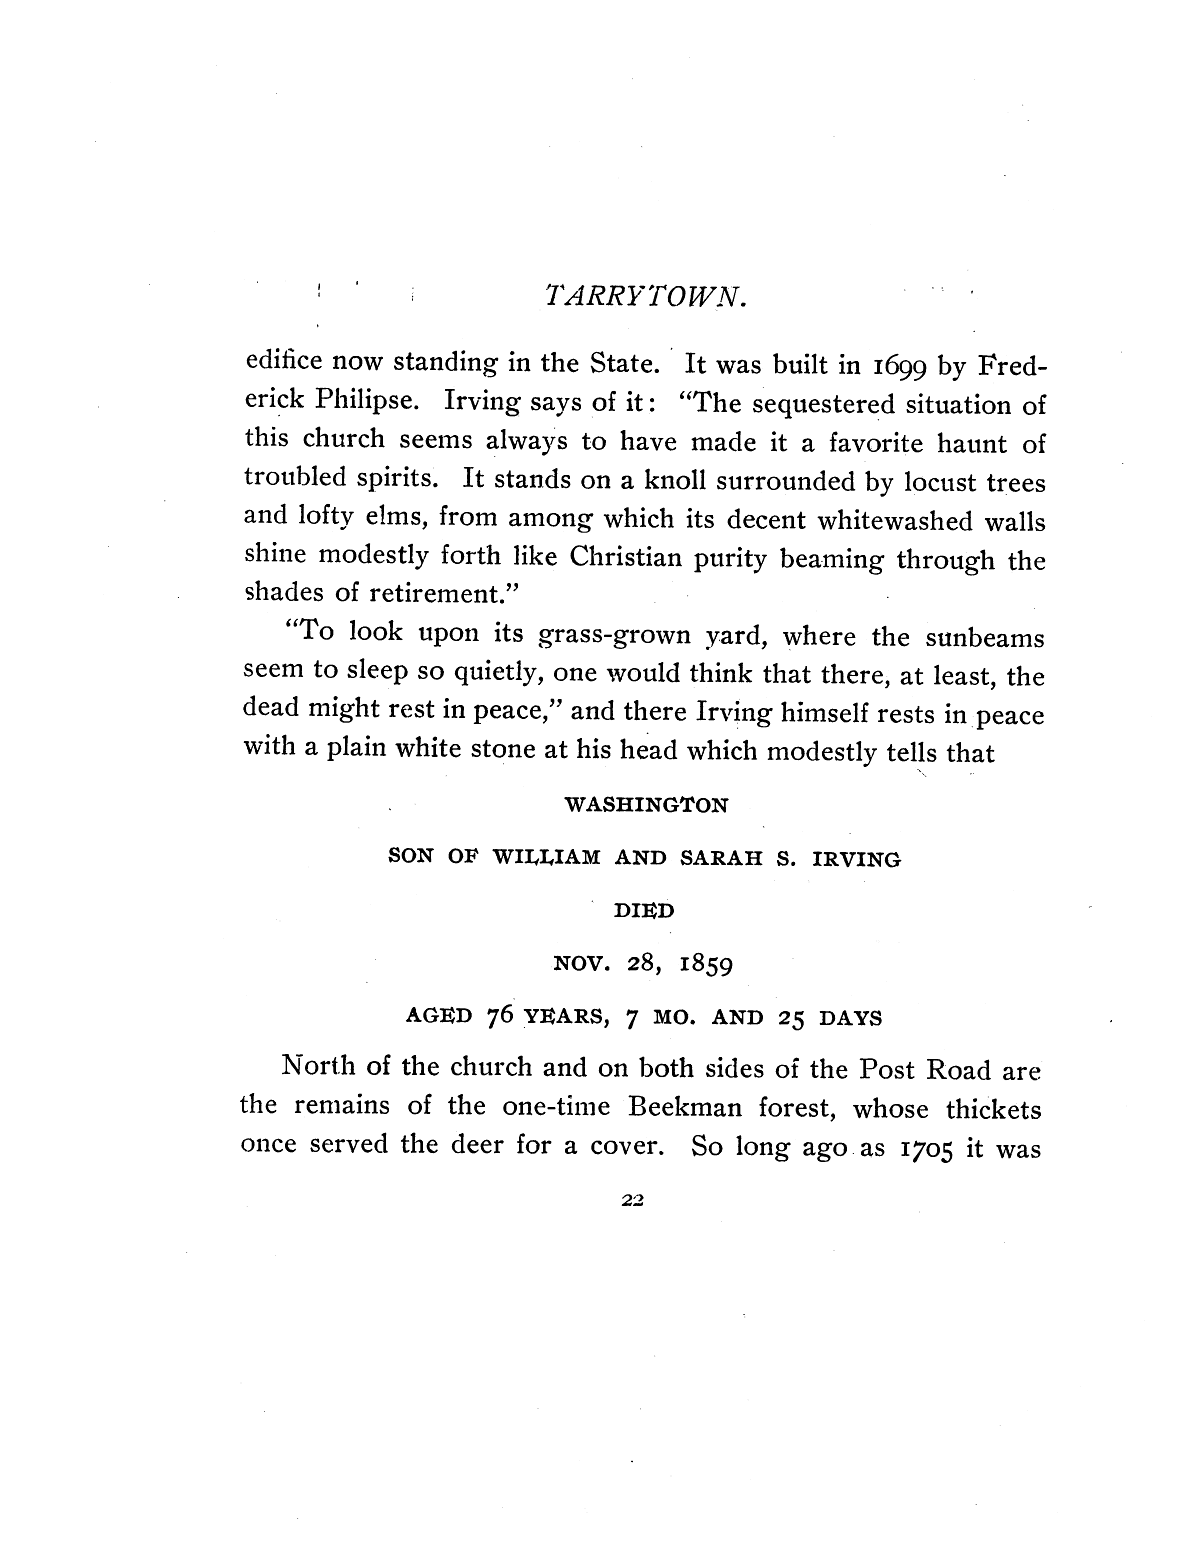 TARRYTOWN.
edifice now standing in the State. It was built in 1699 by Fred-
erick Philipse. Irving says of it: “The sequestered situation of
this church seems always to have made it a favorite haunt of
troubled spirits. It stands on a knoll surrounded by locust trees
and lofty elms, from among which its decent whitewashed walls
shine modestly forth like Christian purity beaming through the
shades of retirement.”
“To look upon its grass-grown yard, where the sunbeams
seem to sleep so quietly, one would think that there, at least, the
dead might rest in peace,” and there Irving himself rests in peace
with a plain white stone at his head which modestly tells that
WASHINGTON
SON OF WILLIAM AND SARAH S. IRVING
DIED
NOV. 28, 1859
AGED 76 YEARS, 7 MO. AND 25 DAYS
North of the church and on both sides of the Post Road are
the remains of the one-time Beekman forest, whose thickets
once served the deer for a cover. So long ago as 1705 it was
22